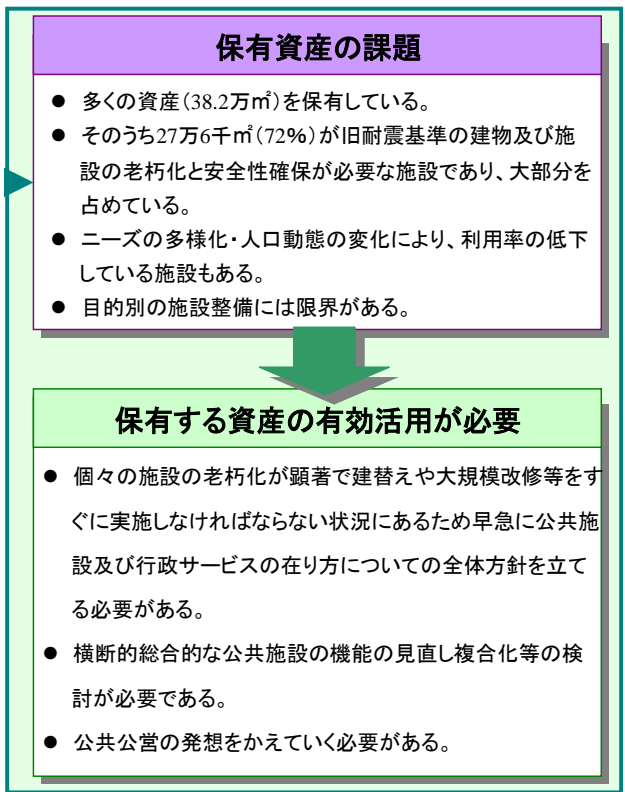 保有資産の課題
● 多くの資産(38.2万㎡)を保有している。
● そのうち27万6千㎡(72%)が旧耐震基準の建物及び施
設の老朽化と安全性確保が必要な施設であり、大部分を
占めている。
● ニーズの多様化・人口動態の変化により、利用率の低下
している施設もある。
● 目的別の施設整備には限界がある。
保有する資産の有効活用が必要
● 個々の施設の老朽化が顕著で建替えや大規模改修等をす
ぐに実施しなければならない状況にあるため早急に公共施
設及び行政サービスの在り方についての全体方針を立て
る必要がある。
● 横断的総合的な公共施設の機能の見直し複合化等の検
討が必要である。
● 公共公営の発想をかえていく必要がある。